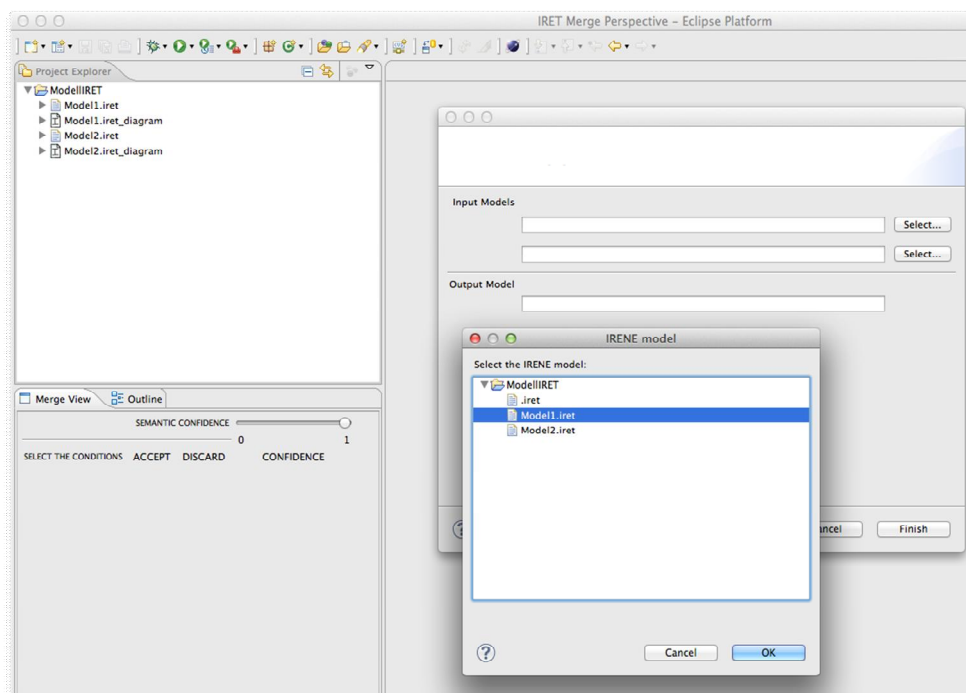 IRET Merge Perspective – Eclipse Platform
Project Explorer
ModelIIRET
Model1.iret
Model1.iret_diagram
Model2.iret
Model2.iret_diagram
Input Models
Select...
Select...
Output Model
IRENE model
Select the IRENE model:
ModelIIRET
.iret
Model1.iret
Model2.iret
?
Cancel
OK
ancel
Finish
Merge View
Outline
SEMANTIC CONFIDENCE
0
1
SELECT THE CONDITIONS ACCEPT DISCARD CONFIDENCE